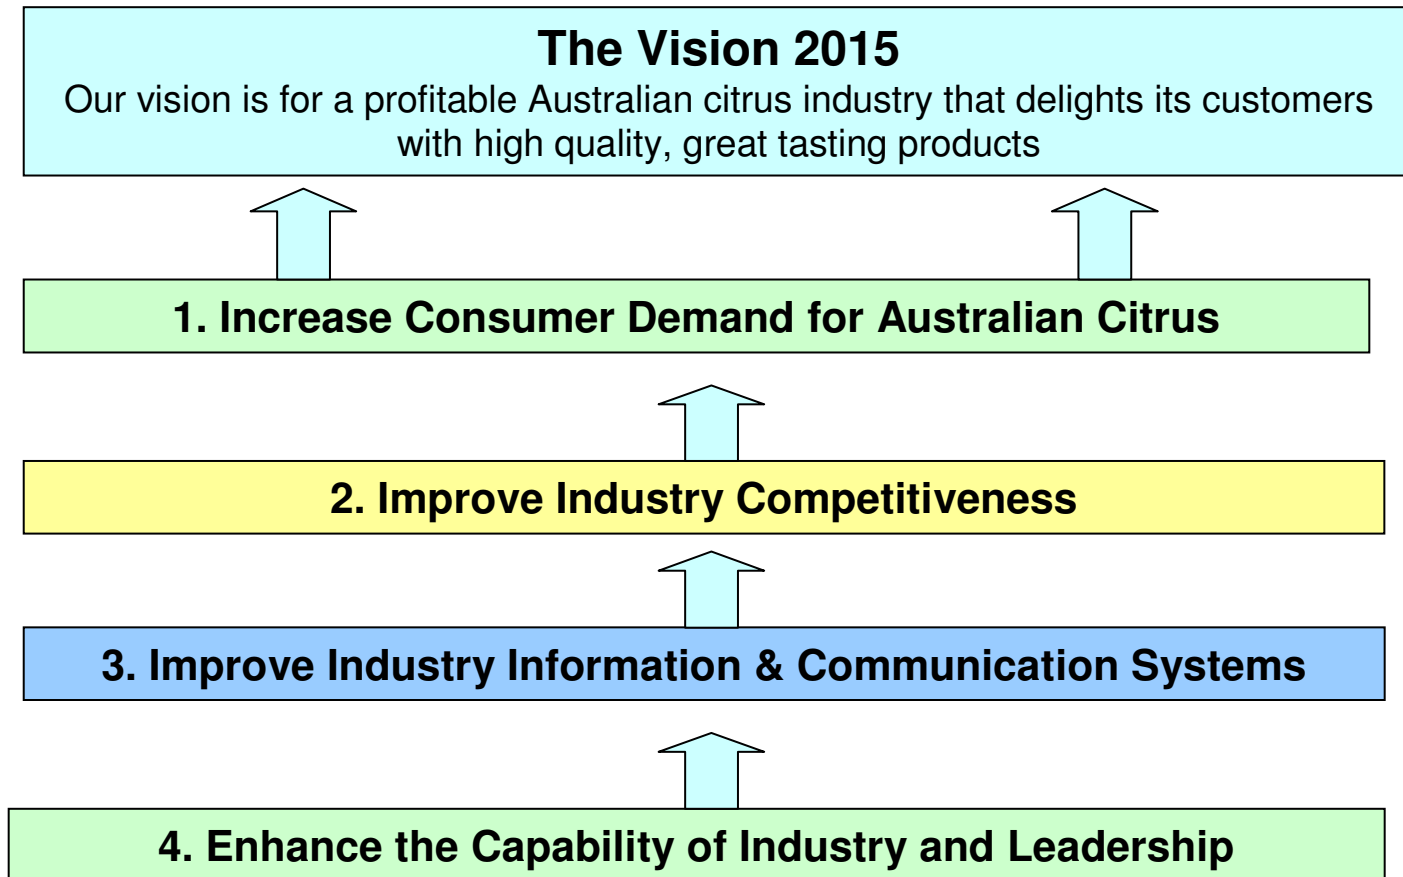 The Vision 2015
Our vision is for a profitable Australian citrus industry that delights its customers
with high quality, great tasting products
1. Increase Consumer Demand for Australian Citrus
2. Improve Industry Competitiveness
3. Improve Industry Information & Communication Systems
4. Enhance the Capability of Industry and Leadership